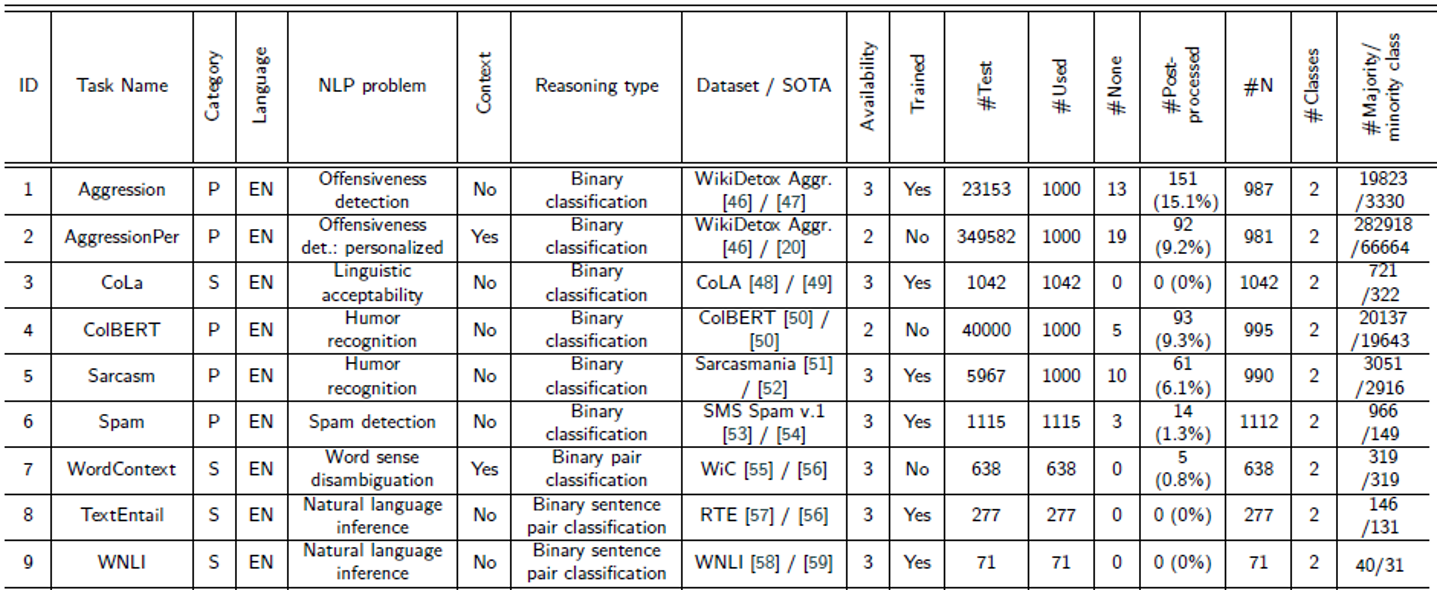 ID Task Name Category Language NLP problem Context Reasoning type Dataset / SOTA Availability Trained #Test #Used #None #Post-processed #N #Classes #Majority/ minority class
1 Aggression P EN Offensiveness detection No Binary classification WikiDetox Aggr. [46] / [47] 3 Yes 23153 1000 13 151 (15.1%) 987 2 19823 /3330
2 AggressionPer P EN Offensiveness det.: personalized Yes Binary classification WikiDetox Aggr. [46] / [20] 2 No 349582 1000 19 92 (9.2%) 981 2 282918 /66664
3 CoLa S EN Linguistic acceptability No Binary classification CoLA [48] / [49] 3 Yes 1042 1042 0 0 (0%) 1042 2 721 /322
4 ColBERT P EN Humor recognition No Binary classification ColBERT [50] / [50] 2 No 40000 1000 5 93 (9.3%) 995 2 20137 /19643
5 Sarcasm P EN Humor recognition No Binary classification Sarcasmania [51] / [52] 3 Yes 5967 1000 10 61 (6.1%) 990 2 3051 /2916
6 Spam P EN Spam detection No Binary classification SMS Spam v.1 [53] / [54] 3 Yes 1115 1115 3 14 (1.3%) 1112 2 966 /149
7 WordContext S EN Word sense disambiguation Yes Binary pair classification WiC [55] / [56] 3 No 638 638 0 5 (0.8%) 638 2 319 /319
8 TextEntail S EN Natural language inference No Binary sentence pair classification RTE [57] / [56] 3 Yes 277 277 0 0 (0%) 277 2 146 /131
9 WNLI S EN Natural language inference No Binary sentence pair classification WNLI [58] / [59] 3 Yes 71 71 0 0 (0%) 71 2 40/31